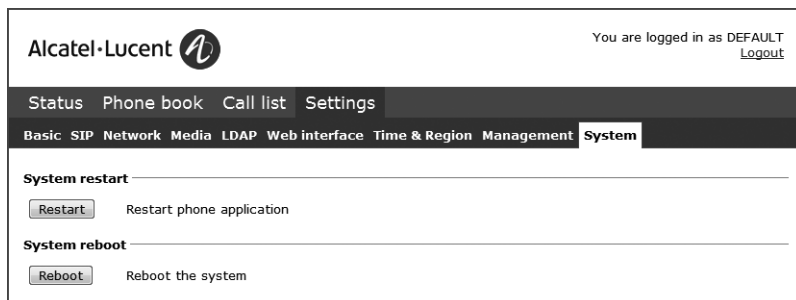 Alcatel·Lucent
You are logged in as DEFAULT
Logout
Status Phone book Call list Settings
Basic SIP Network Media LDAP Web interface Time & Region Management System
System restart
Restart Restart phone application
System reboot
Reboot Reboot the system